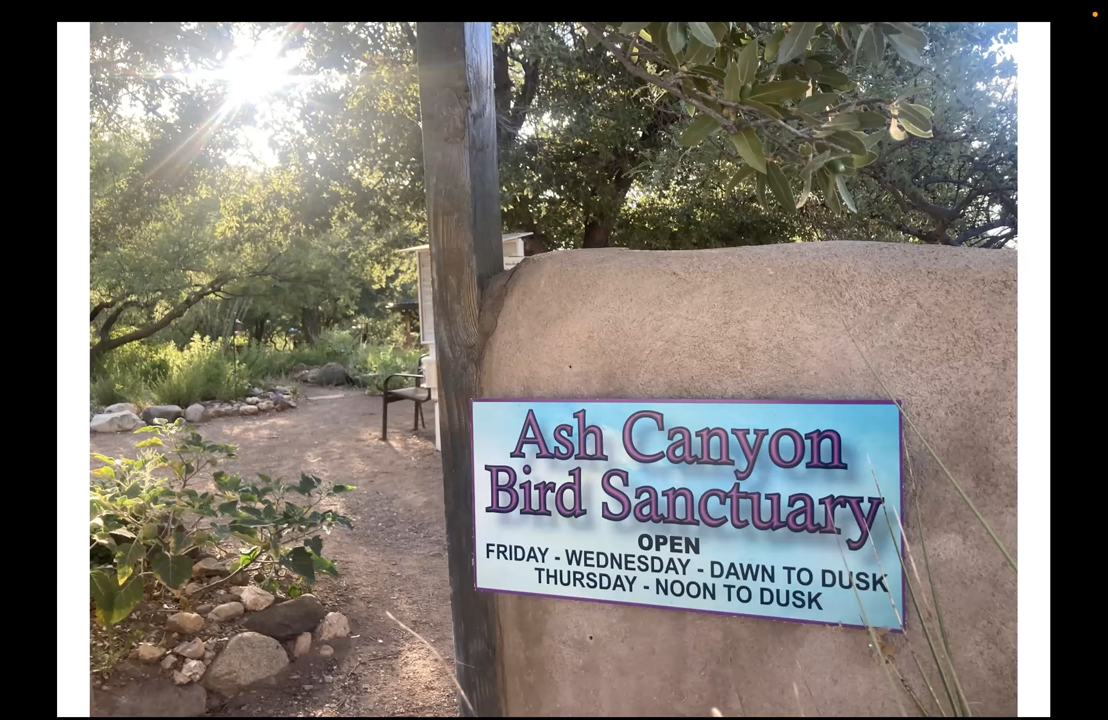 Ash Canyon
Bird Sanctuary
OPEN
FRIDAY - WEDNESDAY - DAWN TO DUSK
THURSDAY - NOON TO DUSK